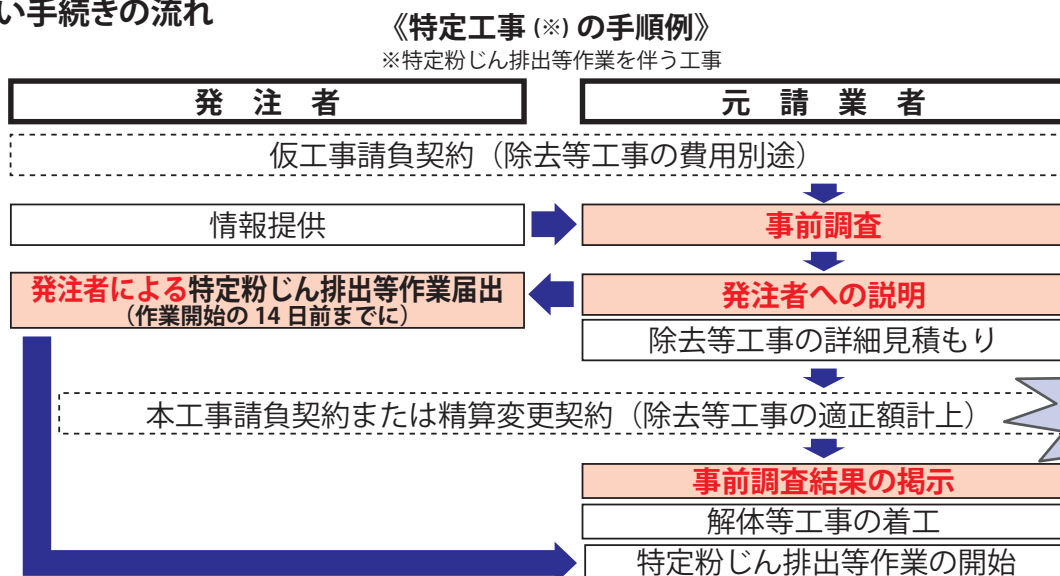 い手続きの流れ
《特定工事 (※) の手順例》
※特定粉じん排出等作業を伴う工事
発 注 者
元 請 業 者
仮工事請負契約（除去等工事の費用別途）
情報提供
事前調査
発注者による特定粉じん排出等作業届出
（作業開始の 14 日前までに）
発注者への説明
除去等工事の詳細見積もり
本工事請負契約または精算変更契約（除去等工事の適正額計上）
事前調査結果の掲示
解体等工事の着工
特定粉じん排出等作業の開始